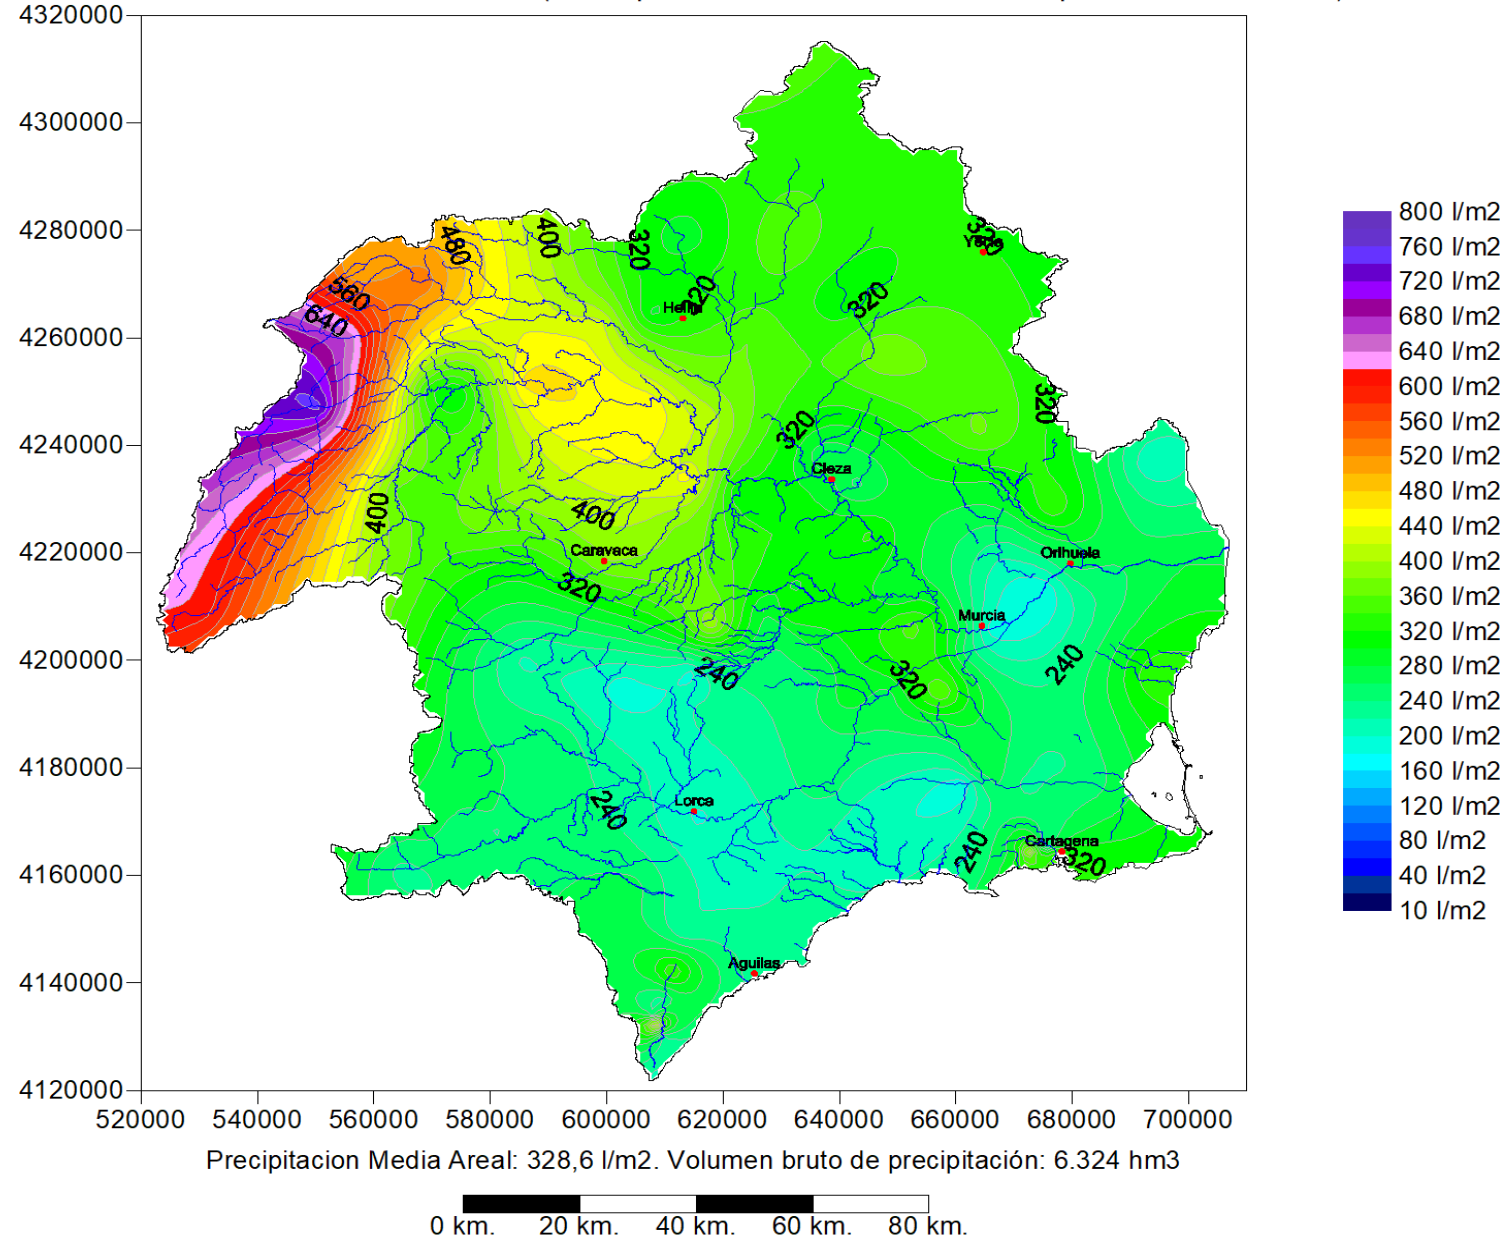 4320000
4300000
4280000
4260000
4240000
4220000
4200000
4180000
4160000
4140000
4120000
520000 540000 560000 580000 600000 620000 640000 660000 680000 700000
480
400
320
320
560
640
320
320
Hellín
320
320
Cieza
400
400
Caravaca
320
Orihuela
Murcia
240
240
320
Lorca
240
240
Cartagena
320
Aguilas
800 l/m2
760 l/m2
720 l/m2
680 l/m2
640 l/m2
600 l/m2
560 l/m2
520 l/m2
480 l/m2
440 l/m2
400 l/m2
360 l/m2
320 l/m2
280 l/m2
240 l/m2
200 l/m2
160 l/m2
120 l/m2
80 l/m2
40 l/m2
10 l/m2
Precipitacion Media Areal: 328,6 l/m2. Volumen bruto de precipitación: 6.324 hm3
0 km. 20 km. 40 km. 60 km. 80 km.